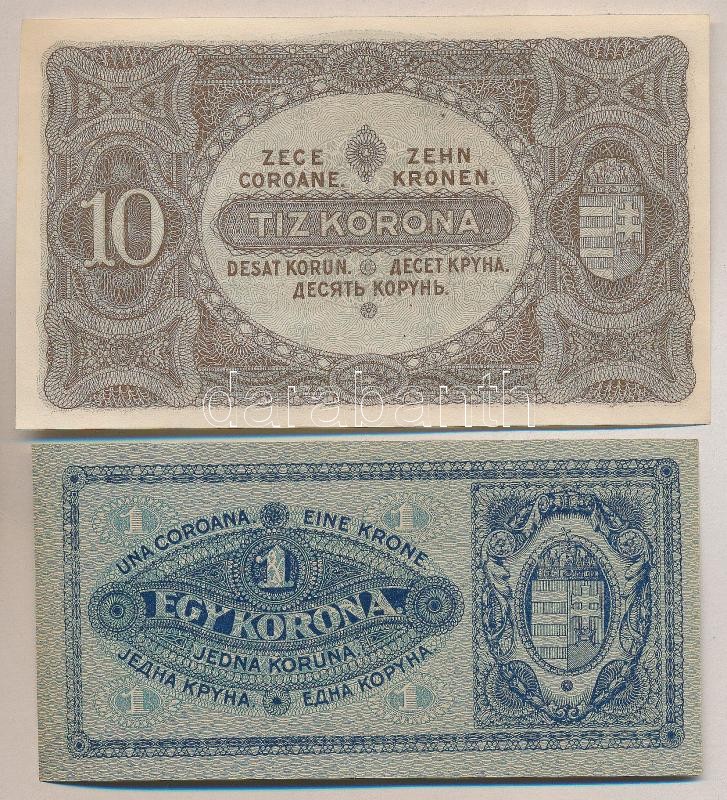 ZECE ZEHN
COROANE. KRONEN.
10
TIZ KORONA.
DESAT KORUN. ДЕСЕТ КРУНА.
ДЕСЯТЬ КОРУНЬ.
darabanth
UNA COROANA. EINE KRONE
1 1
1
EGY KORONA.
JEDNA KORUNA.
ЈЕДНА КРУНА ЕДНА КОРУНА
1 1